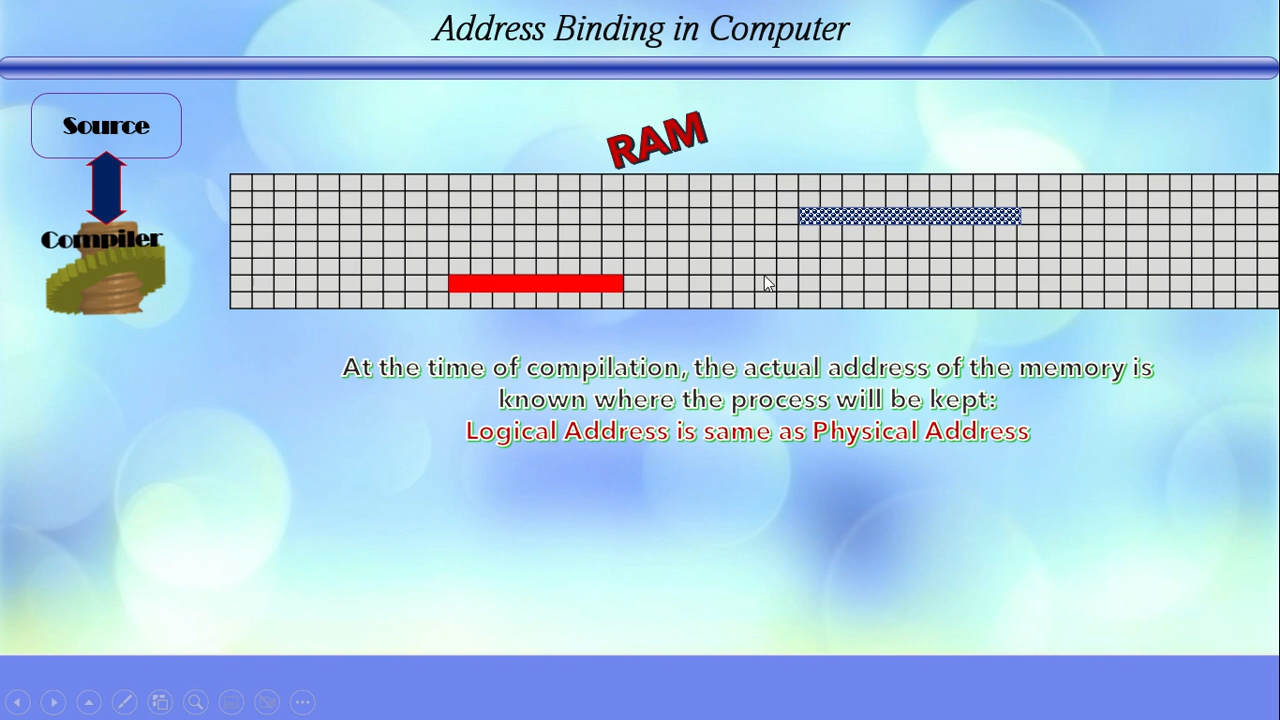 Address Binding in Computer
Source
RAM
Compiler
At the time of compilation, the actual address of the memory is
known where the process will be kept:
Logical Address is same as Physical Address